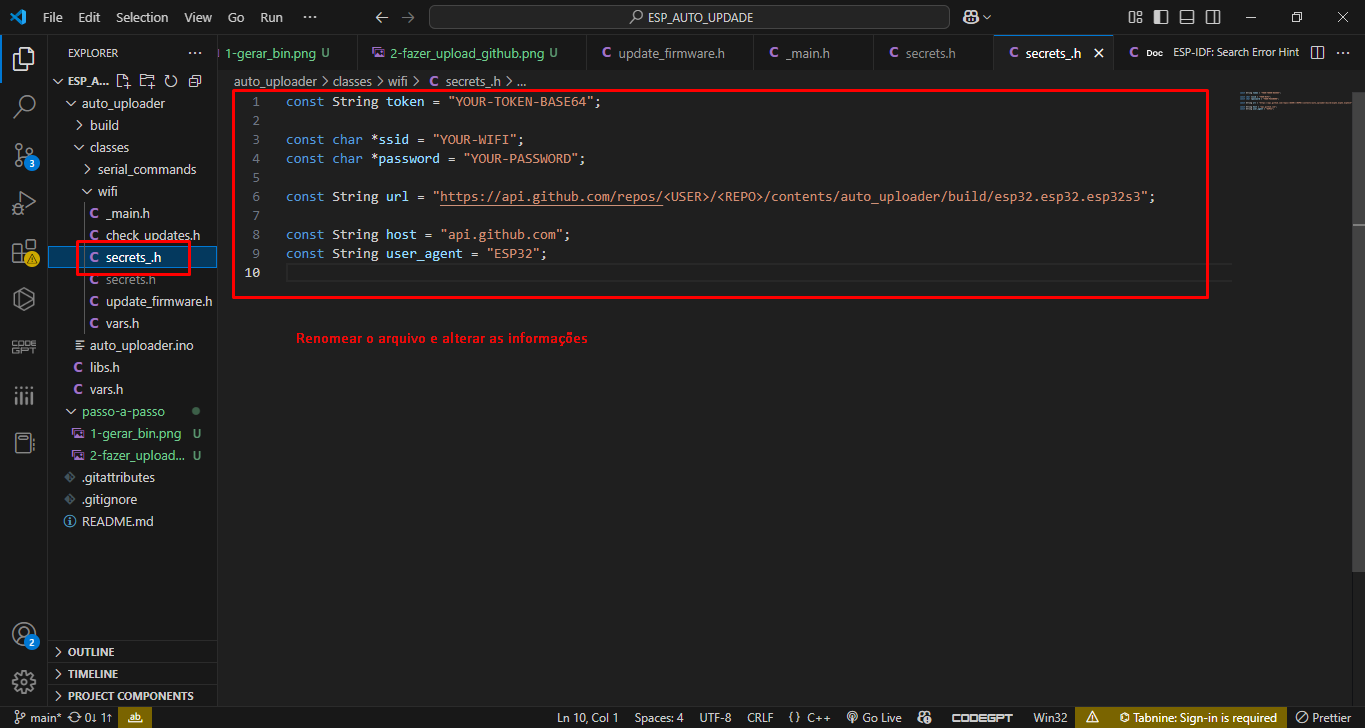 File Edit Selection View Go Run ··· ESP_AUTO_UPDADE
EXPLORER ···
ESP_A...
auto_uploader
build
classes
serial_commands
wifi
C _main.h
C check_updates.h
C secrets_.h
C secrets.h
C update_firmware.h
C vars.h
auto_uploader.ino
C libs.h
C vars.h
passo-a-passo
1-gerar_bin.png U
2-fazer_upload... U
.gitattributes
.gitignore
README.md
OUTLINE
TIMELINE
PROJECT COMPONENTS
3
CODE
GPT
2
1-gerar_bin.png U 2-fazer_upload_github.png U C update_firmware.h C _main.h C secrets.h C secrets_.h C Doc ESP-IDF: Search Error Hint ···
auto_uploader > classes > wifi > C secrets_.h > ...
1 const String token = "YOUR-TOKEN-BASE64";
2
3 const char *ssid = "YOUR-WIFI";
4 const char *password = "YOUR-PASSWORD";
5
6 const String url = "https://api.github.com/repos/<USER>/<REPO>/contents/auto_uploader/build/esp32.esp32.esp32s3";
7
8 const String host = "api.github.com";
9 const String user_agent = "ESP32";
10
Renomear o arquivo e alterar as informações
main* 0↓ 1↑ ab Ln 10, Col 1 Spaces: 4 UTF-8 CRLF {} C++ Go Live CODEGPT Win32 Tabnine: Sign-in is required Prettier